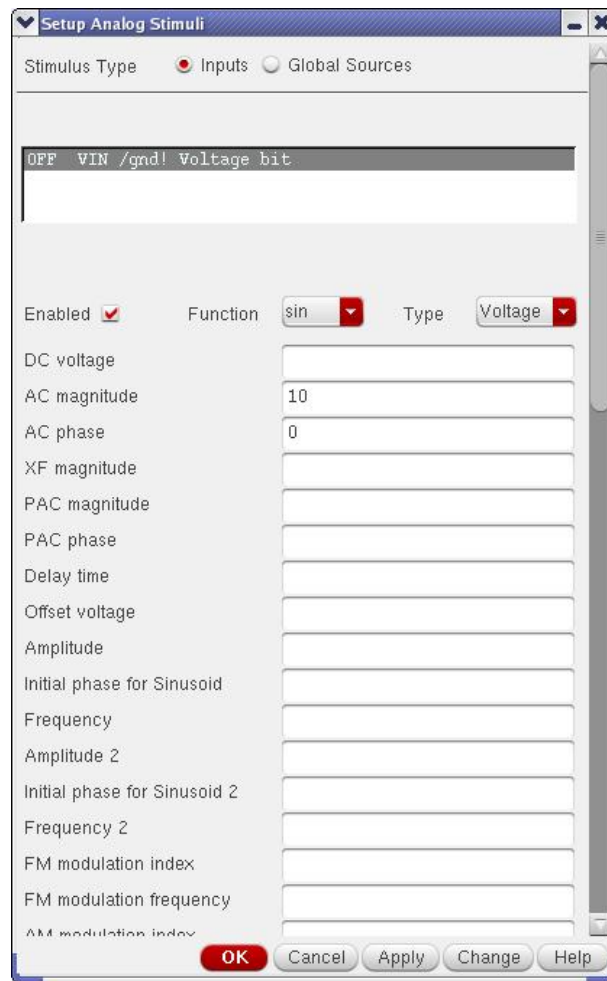 Setup Analog Stimuli
Stimulus Type Inputs Global Sources
OFF VIN /gnd! Voltage bit
Enabled Function sin Type Voltage
DC voltage
AC magnitude 10
AC phase 0
XF magnitude
PAC magnitude
PAC phase
Delay time
Offset voltage
Amplitude
Initial phase for Sinusoid
Frequency
Amplitude 2
Initial phase for Sinusoid 2
Frequency 2
FM modulation index
FM modulation frequency
AM modulation index
OK Cancel Apply Change Help